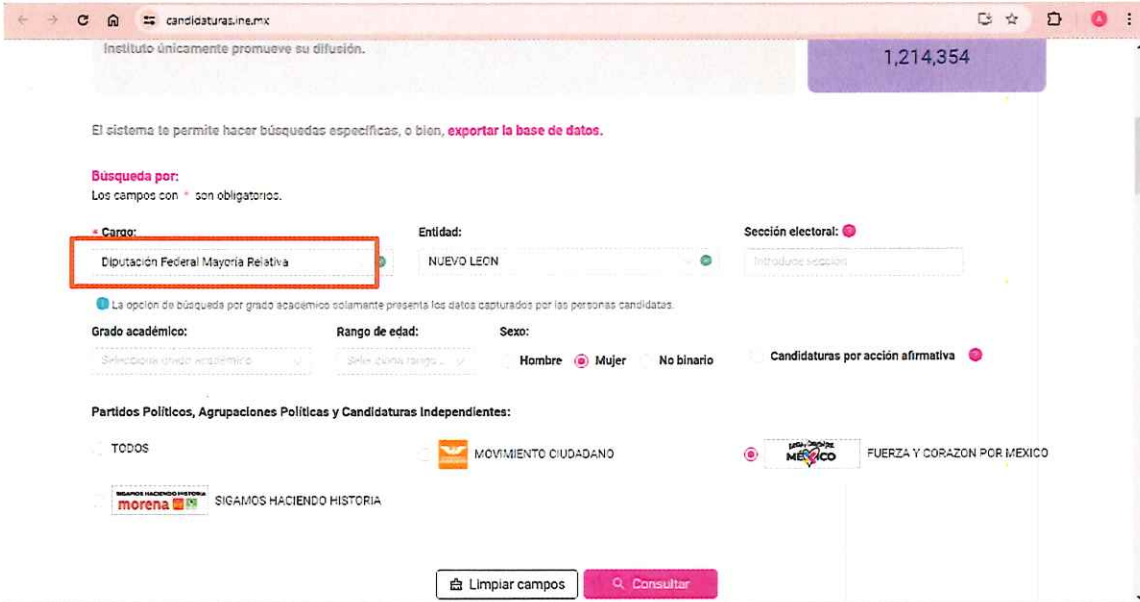 candidaturas.ine.mx
A
Instituto únicamente promueve su difusión.
1,214,354
El sistema te permite hacer búsquedas específicas, o bien, exportar la base de datos.
Búsqueda por:
Los campos con * son obligatorios.
* Cargo:
Entidad:
Sección electoral:
Diputación Federal Mayoría Relativa
NUEVO LEON
Introduce sección
La opción de búsqueda por grado académico solamente presenta los datos capturados por las personas candidatas.
Grado académico:
Rango de edad:
Sexo:
Selecciona grado académico
Selecciona rango...
Hombre
Mujer
No binario
Candidaturas por acción afirmativa
Partidos Políticos, Agrupaciones Políticas y Candidaturas Independientes:
TODOS
MOVIMIENTO CIUDADANO
MÉXICO
FUERZA Y CORAZON POR MEXICO
SIGAMOS HACIENDO HISTORIA
morena
SIGAMOS HACIENDO HISTORIA
Limpiar campos
Consultar